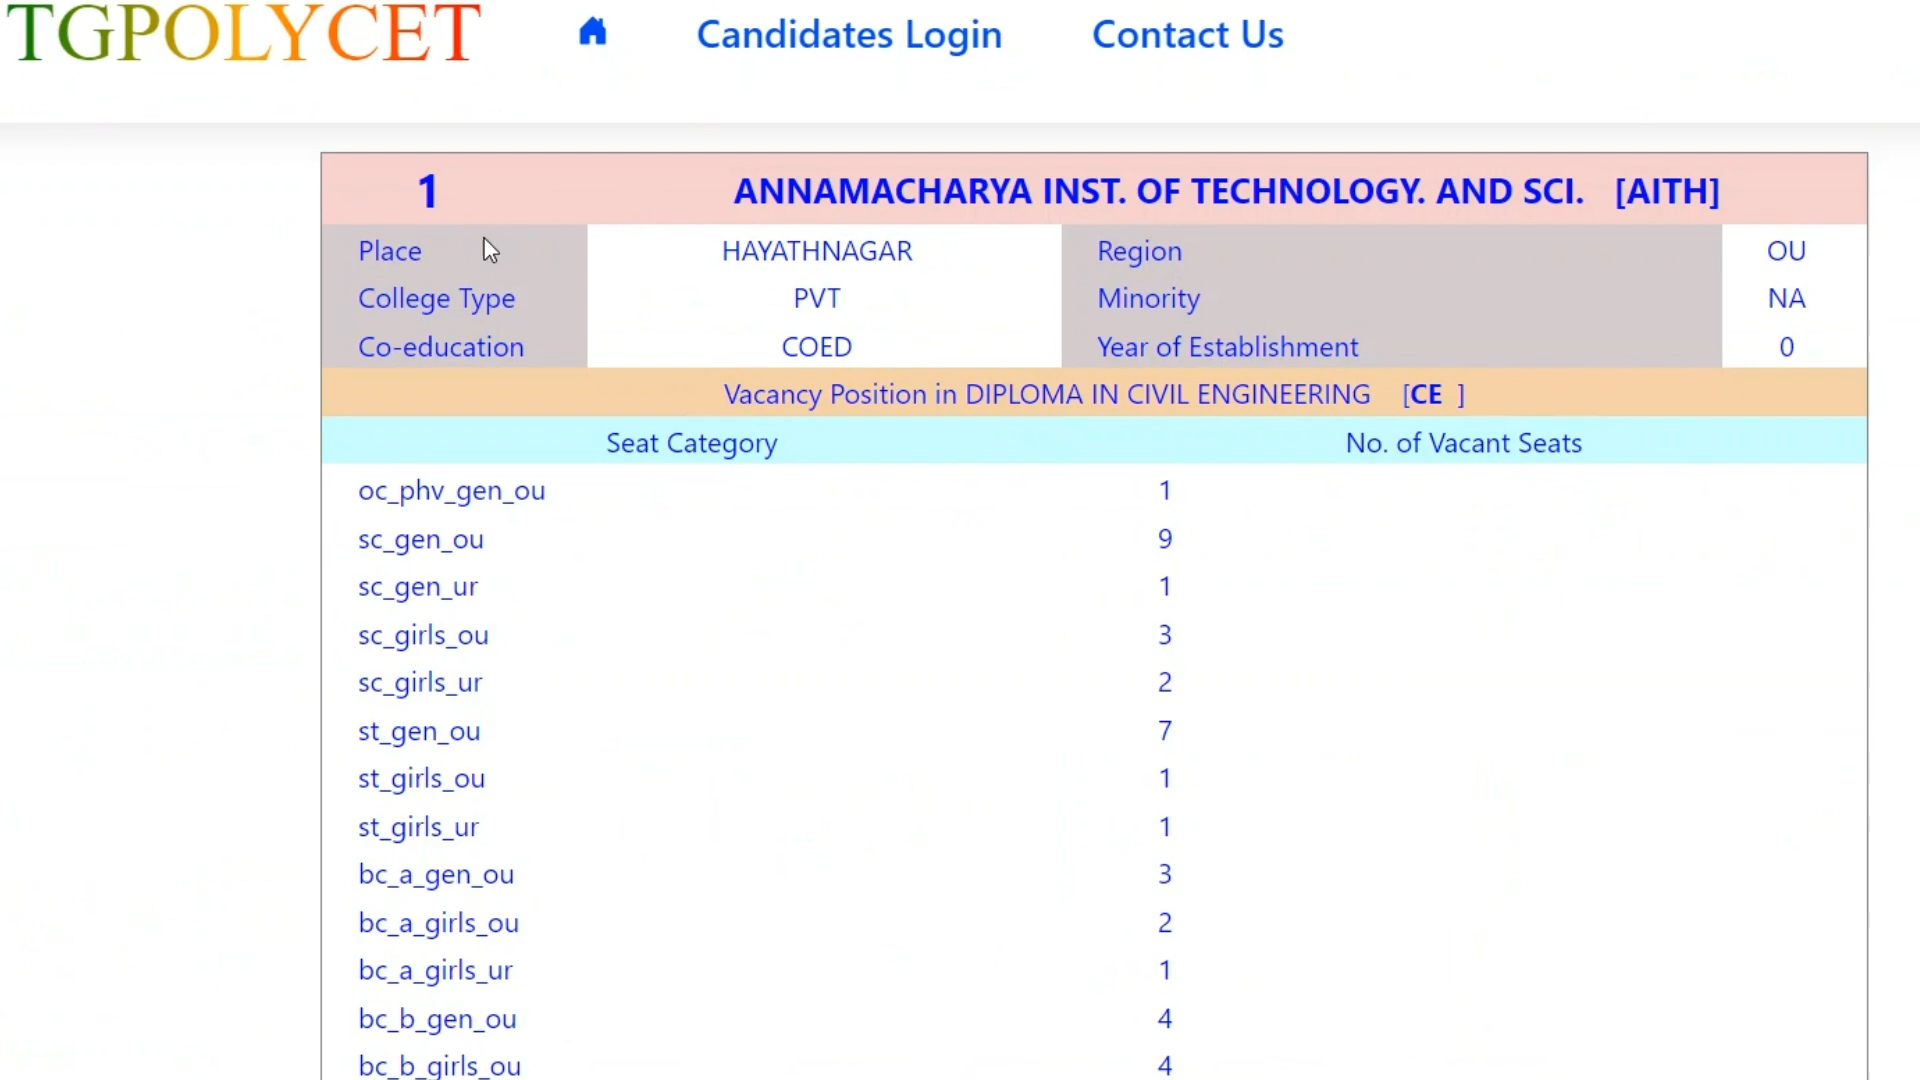 TGPOLYCET Candidates Login Contact Us
1 ANNAMACHARYA INST. OF TECHNOLOGY. AND SCI. [AITH]
Place HAYATHNAGAR Region OU
College Type PVT Minority NA
Co-education COED Year of Establishment 0
Vacancy Position in DIPLOMA IN CIVIL ENGINEERING [CE ]
Seat Category No. of Vacant Seats
oc_phv_gen_ou 1
sc_gen_ou 9
sc_gen_ur 1
sc_girls_ou 3
sc_girls_ur 2
st_gen_ou 7
st_girls_ou 1
st_girls_ur 1
bc_a_gen_ou 3
bc_a_girls_ou 2
bc_a_girls_ur 1
bc_b_gen_ou 4
bc_b_girls_ou 4